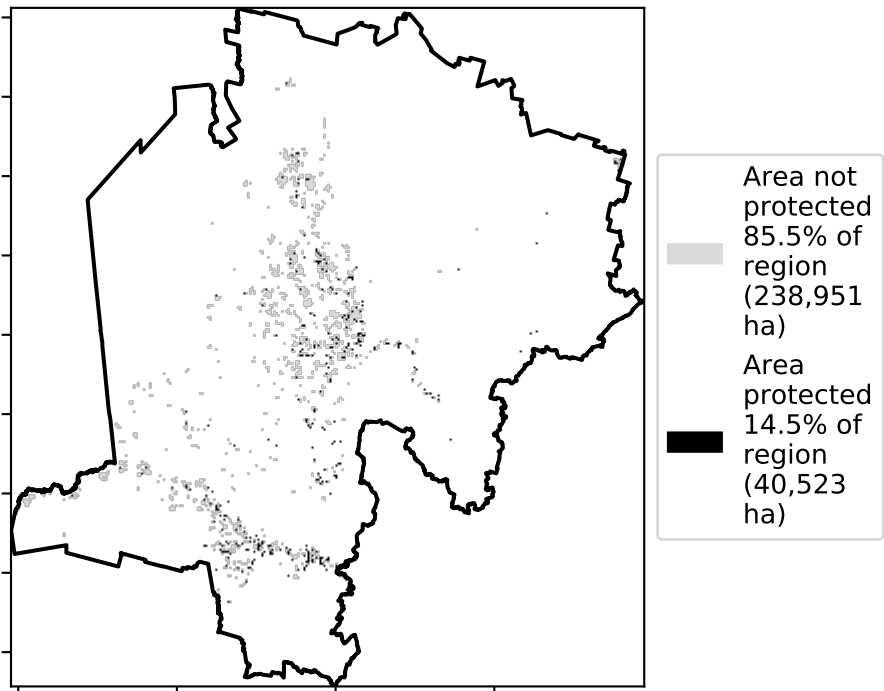 Area not
protected
85.5% of
region
(238,951
ha)
Area
protected
14.5% of
region
(40,523
ha)